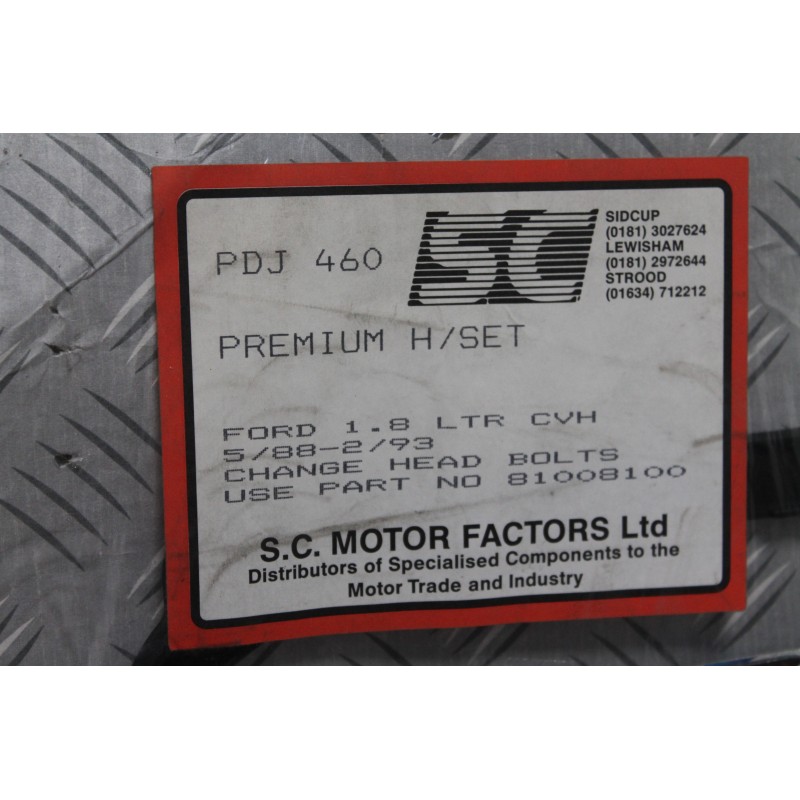 PDJ 460
SC
SIDCUP
(0181) 3027624
LEWISHAM
(0181) 2972644
STROOD
(01634) 712212
PREMIUM H/SET
FORD 1.8 LTR CVH
5/88-2/93
CHANGE HEAD BOLTS
USE PART NO 81008100
S.C. MOTOR FACTORS Ltd
Distributors of Specialised Components to the
Motor Trade and Industry